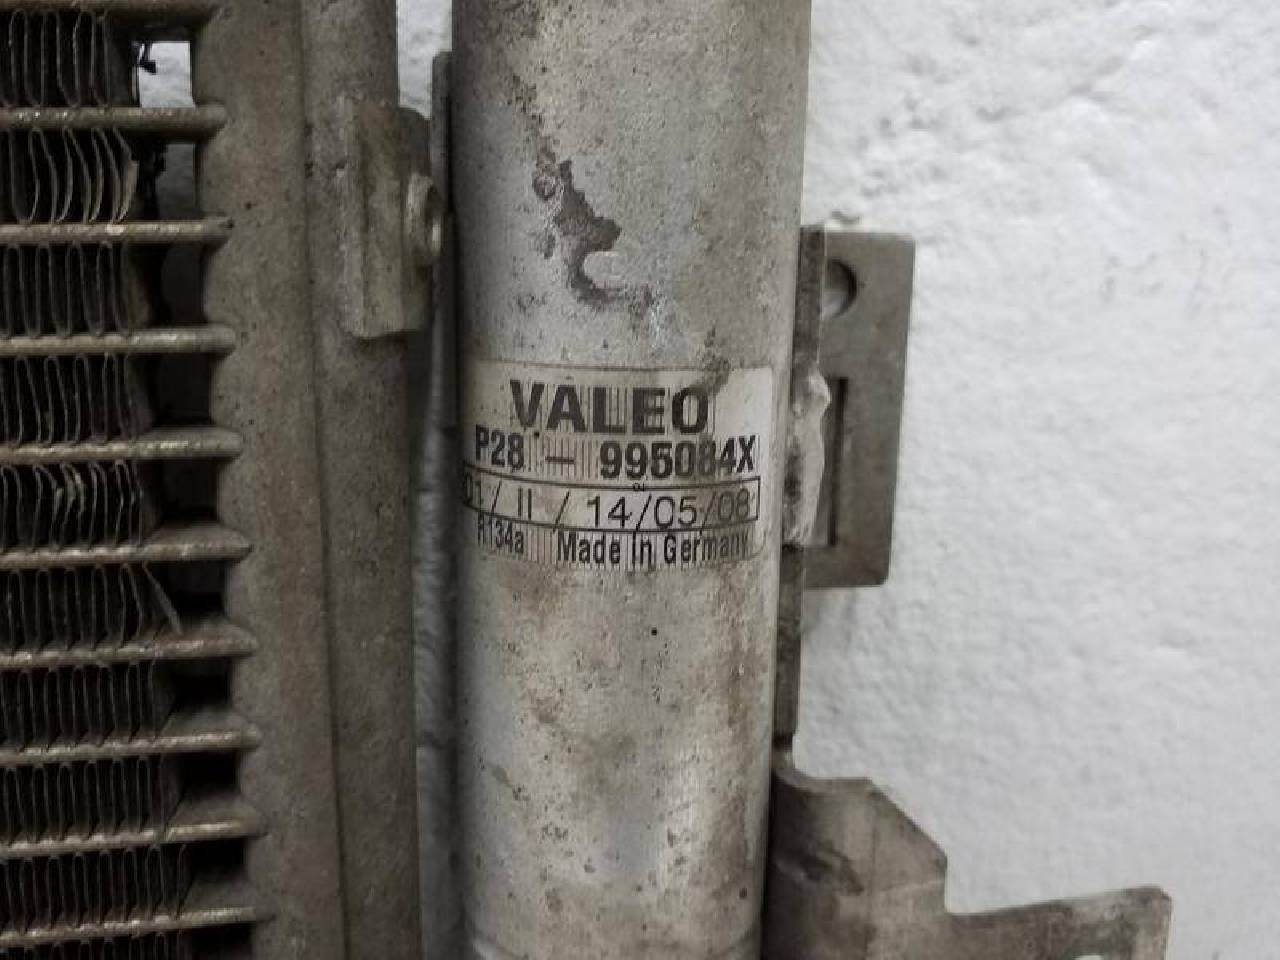 VALEO
P28 - 995084X
01 / II / 14/05/08
R134a Made in Germany